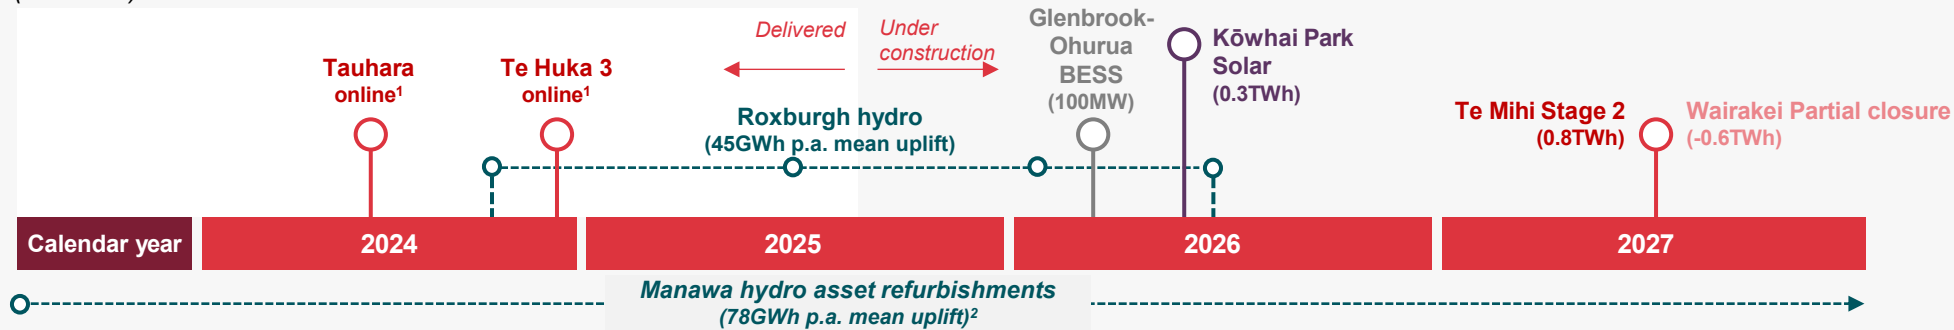 Delivered
Under
construction
Tauhara
online¹
Te Huka 3
online¹
Roxburgh hydro
(45GWh p.a. mean uplift)
Glenbrook-
Ohurua
BESS
(100MW)
Kōwhai Park
Solar
(0.3TWh)
Te Mihi Stage 2
(0.8TWh)
Wairakei Partial closure
(-0.6TWh)
Calendar year
2024
2025
2026
2027
Manawa hydro asset refurbishments
(78GWh p.a. mean uplift)²